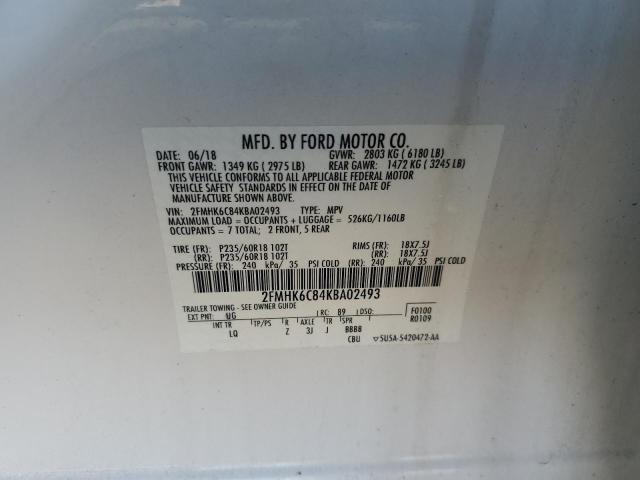 MFD. BY FORD MOTOR CO.
DATE: 06/18 GVWR: 2803 KG ( 6180 LB)
FRONT GAWR: 1349 KG ( 2975 LB) REAR GAWR: 1472 KG ( 3245 LB)
THIS VEHICLE CONFORMS TO ALL APPLICABLE FEDERAL MOTOR
VEHICLE SAFETY STANDARDS IN EFFECT ON THE DATE OF
MANUFACTURE SHOWN ABOVE.
VIN: 2FMHK6C84KBA02493 TYPE: MPV
MAXIMUM LOAD = OCCUPANTS + LUGGAGE = 526KG/1160LB
OCCUPANTS = 7 TOTAL; 2 FRONT, 5 REAR
TIRE (FR): P235/60R18 102T RIMS (FR): 18X7.5J
(RR): P235/60R18 102T (RR): 18X7.5J
PRESSURE (FR): 240 kPa/ 35 PSI COLD (RR): 240 kPa/ 35 PSI COLD
2FMHK6C84KBA02493
TRAILER TOWING - SEE OWNER GUIDE
EXT PNT: UG RC: 89 DSO: F0100
R0109
INT TR TP/PS R AXLE TR SPR
LQ Z 3J J BBBB
CBU 5U5A-5420472-AA